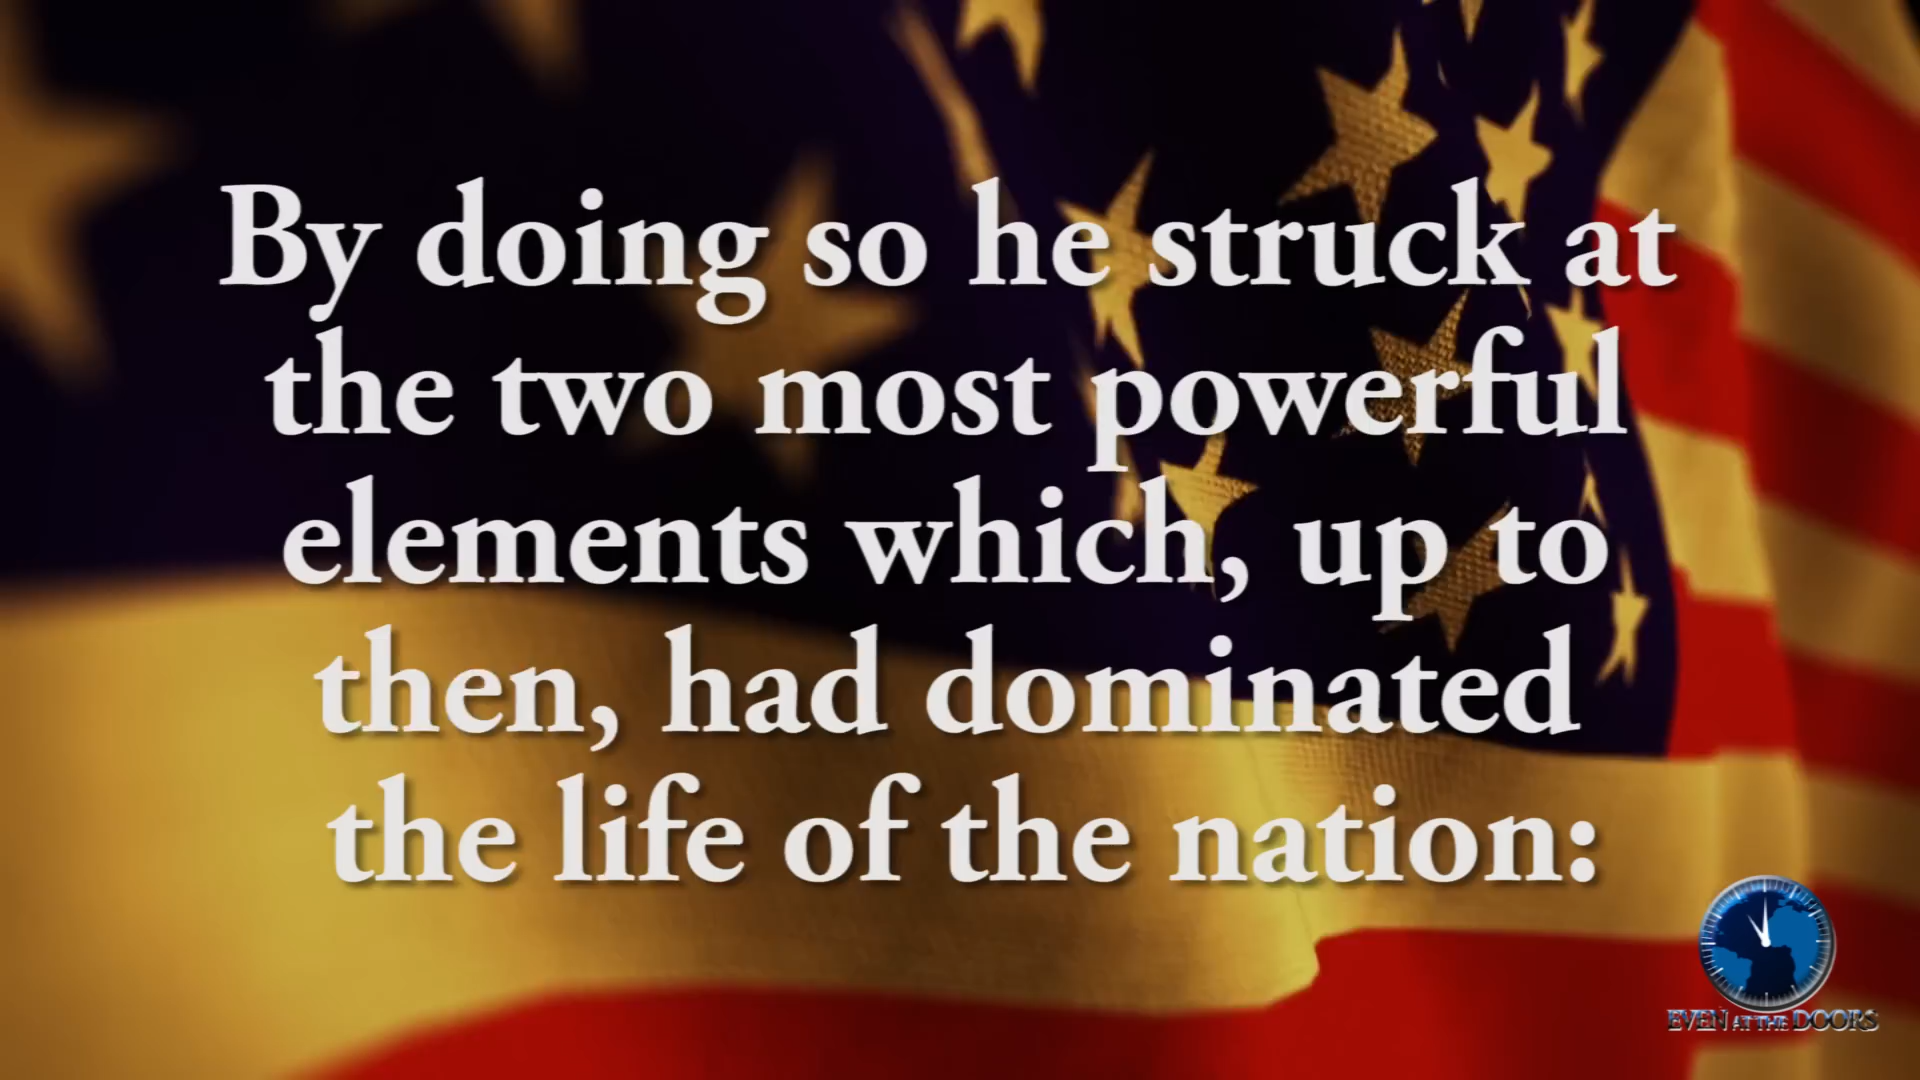 By doing so he struck at
the two most powerful
elements which, up to
then, had dominated
the life of the nation:
EVEN AT THE DOORS